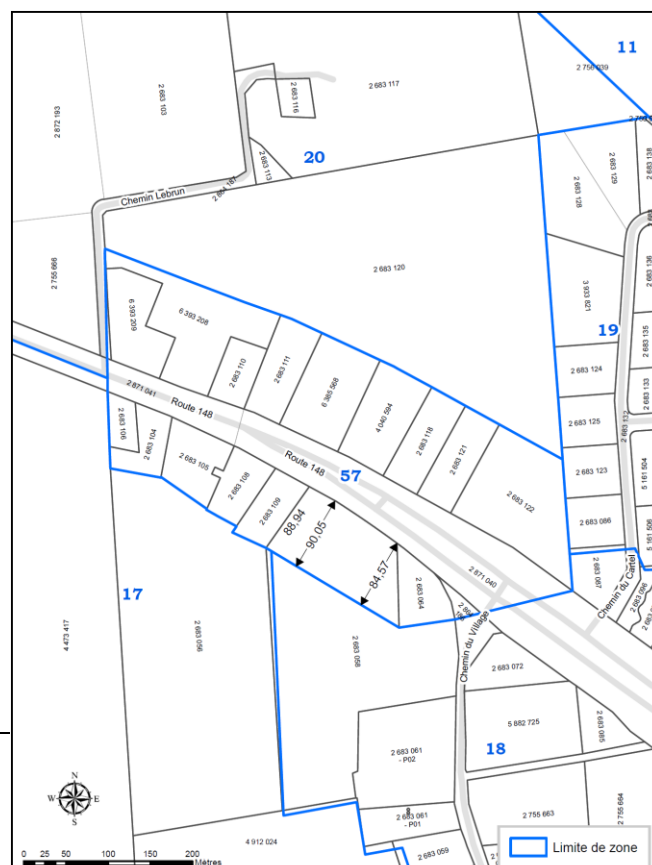 11
2 756 039
2 683 117
2 683 103
2 683 116
2 872 193
20
2 683 113
Chemin Lebrun
2 683 138
2 683 129
2 683 128
2 755 666
2 683 120
2 683 136
3 933 821
6 393 209
6 393 208
19
2 683 135
2 683 110
2 683 111
2 683 124
2 683 133
6 365 568
2 871 041
Route 148
4 040 594
2 683 106
2 683 104
2 683 118
2 683 125
2 683 132
2 683 121
2 683 105
Route 148
57
2 683 123
5 161 504
2 683 108
2 683 109
2 683 122
88,94
90,05
2 683 086
5 161 506
84,57
2 871 040
2 683 087
Chemin du Cartel
17
2 683 064
4 473 417
2 683 056
2 683 058
Chemin du Village
2 683 072
5 882 725
2 683 085
2 683 061
- P02
18
N
W
E
S
2 683 061
- P01
2 755 663
2 755 664
4 912 024
2 683 059
0 25 50 100 150 200
Mètres
Limite de zone